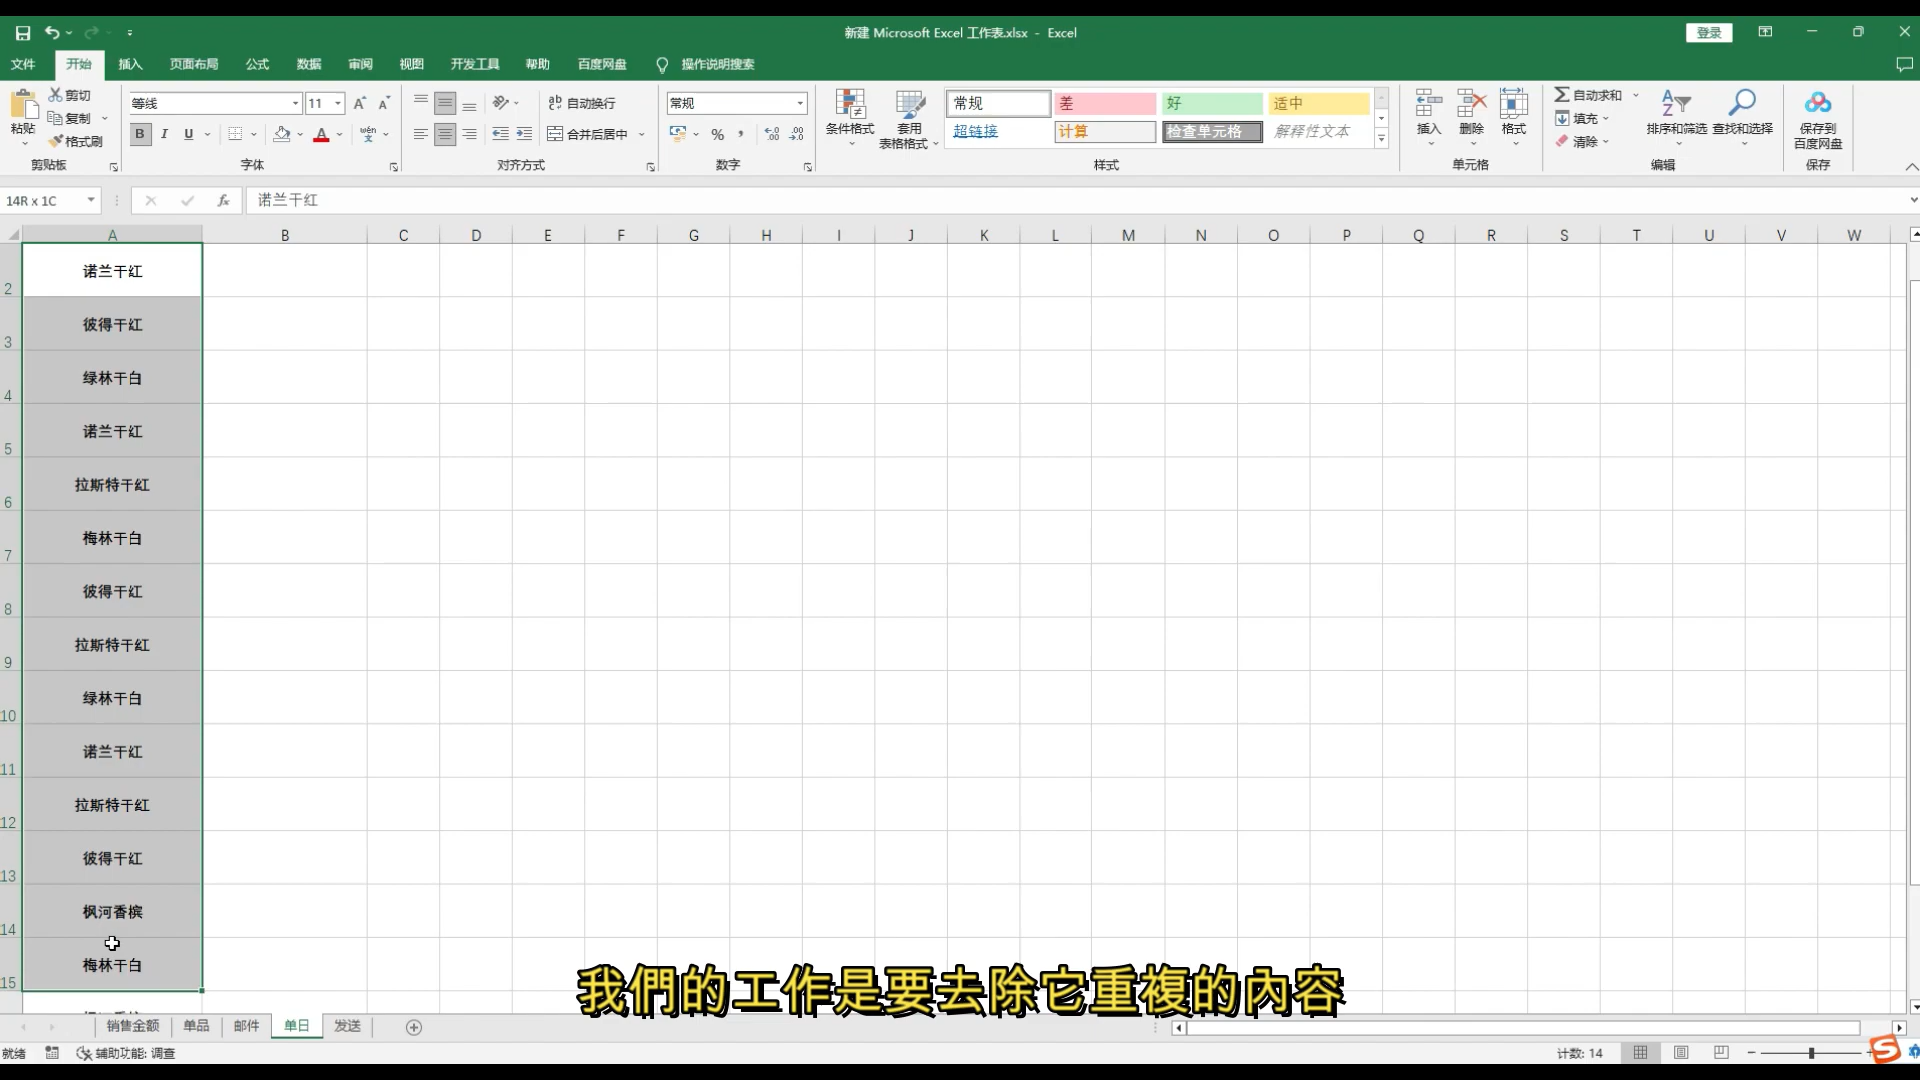 新建 Microsoft Excel 工作表.xlsx - Excel
登录
文件 开始 插入 页面布局 公式 数据 审阅 视图 开发工具 帮助 百度网盘 操作说明搜索
粘贴
剪切
复制
格式刷
剪贴板
等线 11
B I U A wén
字体
自动换行
合并后居中
对齐方式
常规
数字
条件格式
套用
表格格式
常规 差 好 适中
超链接 计算 检查单元格 解释性文本
样式
插入 删除 格式
单元格
自动求和
填充
清除
排序和筛选 查找和选择
编辑
保存到
百度网盘
保存
14R x 1C
fx
诺兰干红
A B C D E F G H I J K L M N O P Q R S T U V W
2 诺兰干红
3 彼得干红
4 绿林干白
5 诺兰干红
6 拉斯特干红
7 梅林干白
8 彼得干红
9 拉斯特干红
10 绿林干白
11 诺兰干红
12 拉斯特干红
13 彼得干红
14 枫河香槟
15 梅林干白
我們的工作是要去除它重複的內容
销售金额 单品 邮件 单日 发送
就绪 辅助功能: 调查 计数: 14